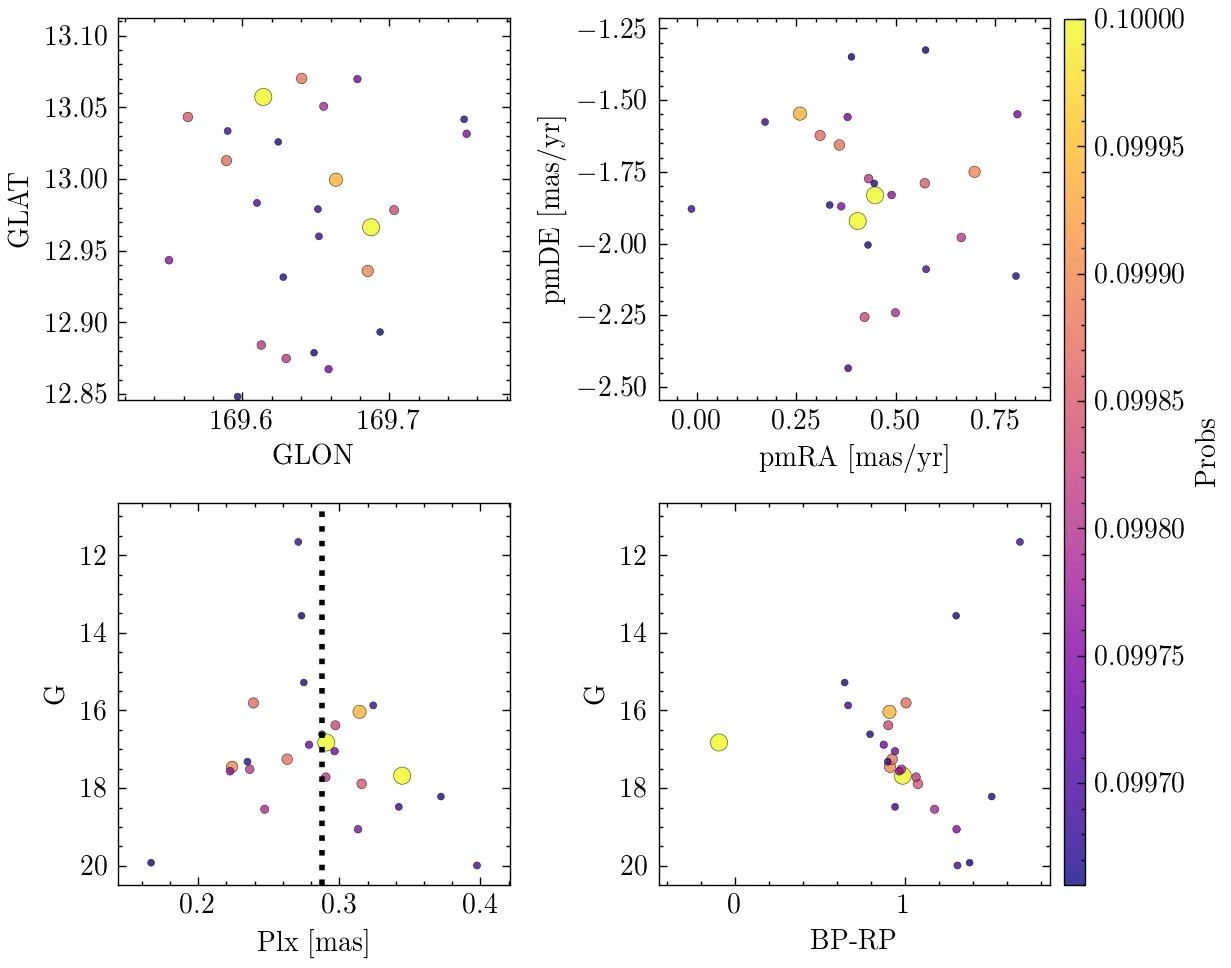 13.10
13.05
13.00
12.95
12.90
12.85
GLAT
169.6 169.7
GLON
−1.25
−1.50
−1.75
−2.00
−2.25
−2.50
pmDE [mas/yr]
0.00 0.25 0.50 0.75
pmRA [mas/yr]
12
14
16
18
20
G
0.2 0.3 0.4
Plx [mas]
12
14
16
18
20
G
0 1
BP-RP
0.10000
0.09995
0.09990
0.09985
0.09980
0.09975
0.09970
Probs